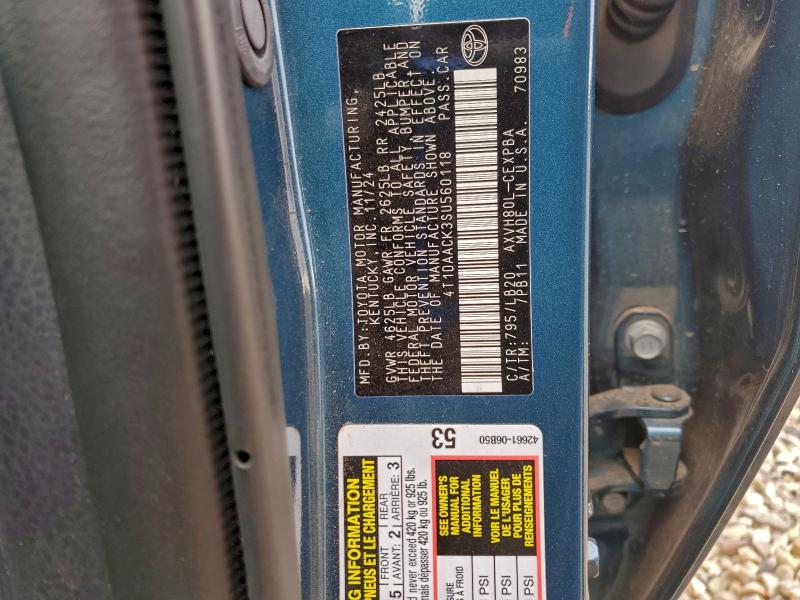 MFD.BY:TOYOTA MOTOR MANUFACTURING,
KENTUCKY, INC. 11/24
GVWR 4625LB GAWR FR 2625LB RR 2425LB
THIS VEHICLE CONFORMS TO ALL APPLICABLE
FEDERAL MOTOR VEHICLE SAFETY, BUMPER, AND
THEFT PREVENTION STANDARDS IN EFFECT ON
THE DATE OF MANUFACTURE SHOWN ABOVE.
4T1DAACK3SU560118 PASS.CAR
C/TR:795/LB20 AXVH80L-CEXPBA
A/TM: 7PB11 MADE IN U.S.A. 70983
NG INFORMATION
PNEUS ET LE CHARGEMENT
5 FRONT 2 REAR 3
AVANT: ARRIÈRE:
never exceed 420 kg or 925 lbs.
mais dépasser 420 kg ou 925 lb.
53
42661-06B50
SEE OWNER'S
MANUAL FOR
ADDITIONAL
INFORMATION
VOIR LE MANUEL
DE L'USAGER
POUR PLUS DE
RENSEIGNEMENTS
SURE
À FROID
PSI
PSI
PSI